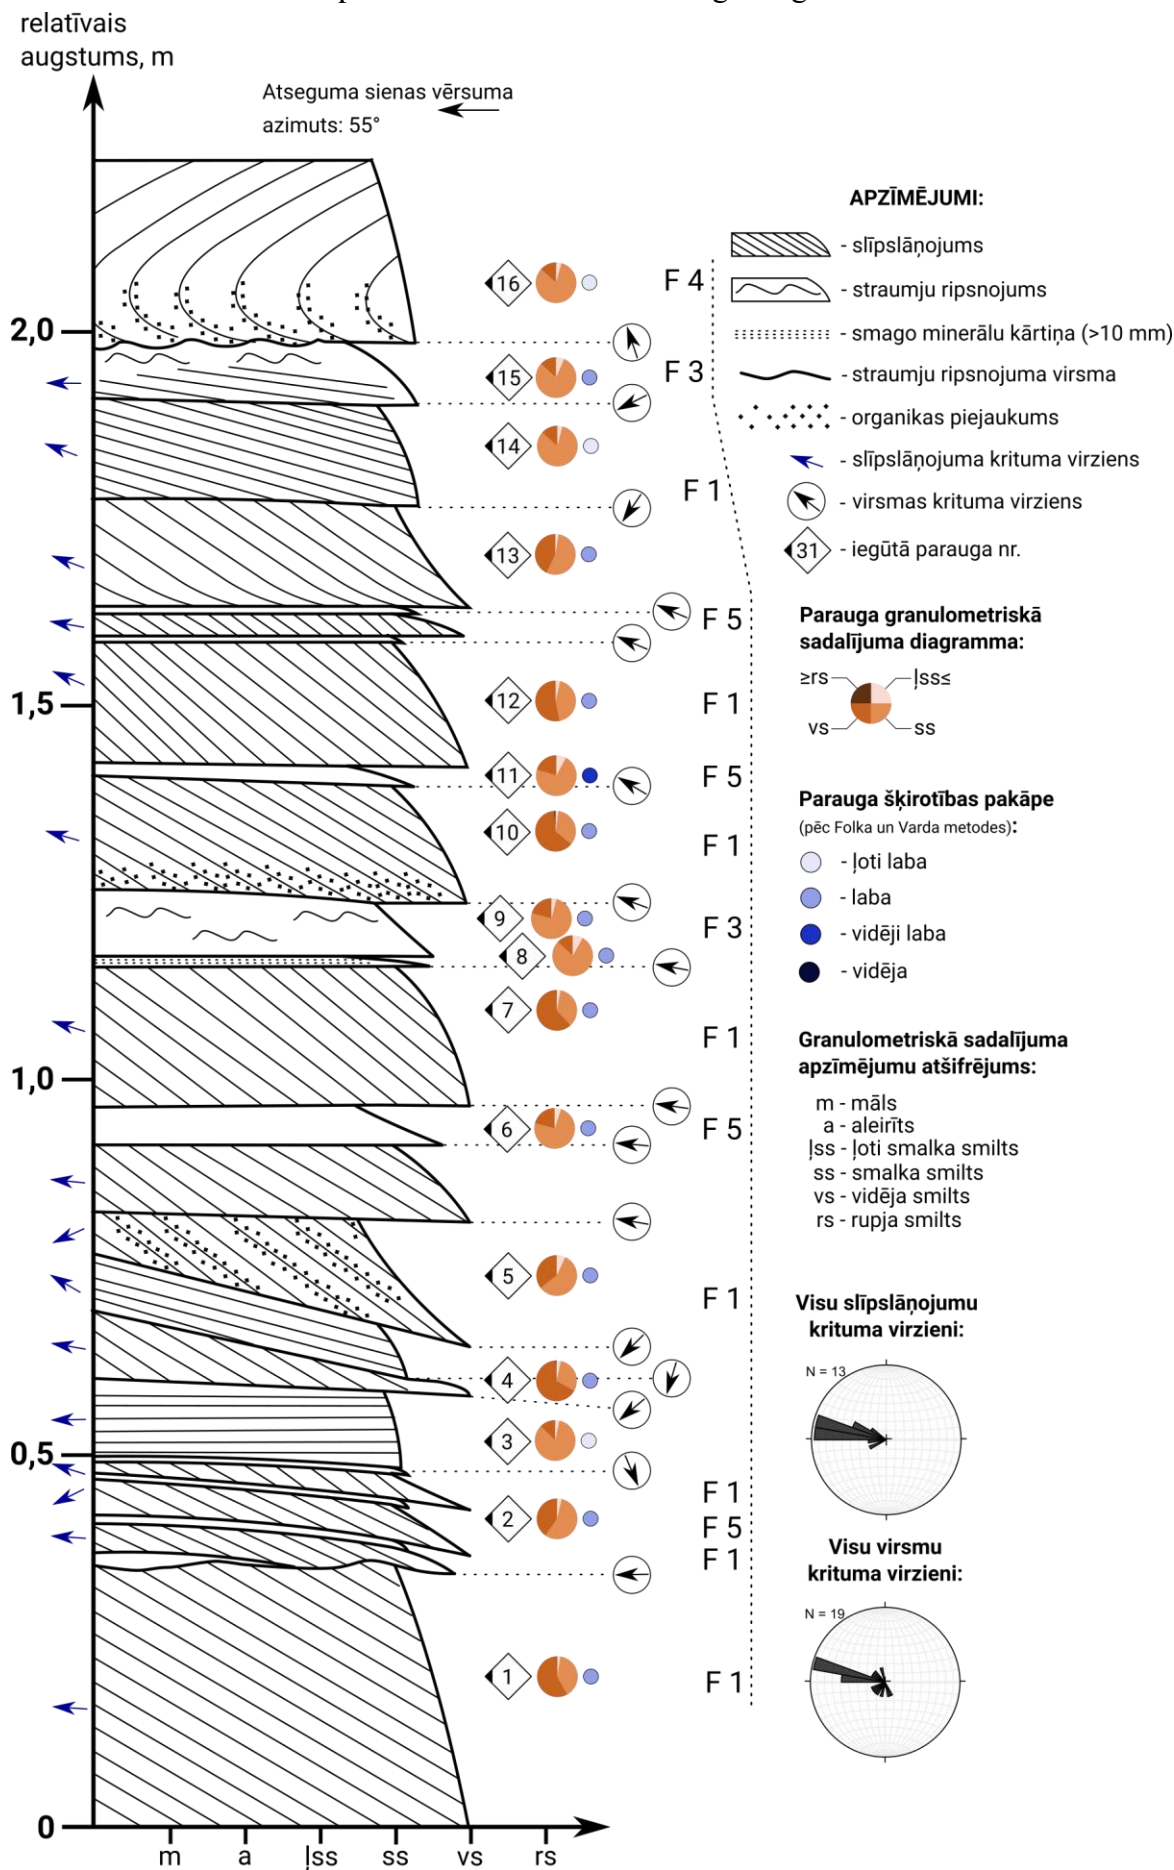 relatīvais
augstums, m
Atseguma sienas vērsuma
azimuts: 55°
2,0
1,5
1,0
0,5
0
m a ļss ss vs rs
16 F 4
15 F 3
14
F 1
13
F 5
12 F 1
11 F 5
10 F 1
9 F 3
8
7
F 1
6 F 5
5
F 1
4
3
F 1
2 F 5
F 1
1 F 1
APZĪMĒJUMI:
- slīpslāņojums
- straumju ripsnojums
- smago minerālu kārtiņa (>10 mm)
- straumju ripsnojuma virsma
- organikas piejaukums
- slīpslāņojuma krituma virziens
- virsmas krituma virziens
31 - iegūtā parauga nr.
Parauga granulometriskā
sadalījuma diagramma:
≥rs ļss≤
vs ss
Parauga šķirotības pakāpe
(pēc Folka un Varda metodes):
- ļoti laba
- laba
- vidēji laba
- vidēja
Granulometriskā sadalījuma
apzīmējumu atšifrējums:
m - māls
a - aleirīts
ļss - ļoti smalka smilts
ss - smalka smilts
vs - vidēja smilts
rs - rupja smilts
Visu slīpslāņojumu
krituma virzieni:
N = 13
Visu virsmu
krituma virzieni:
N = 19